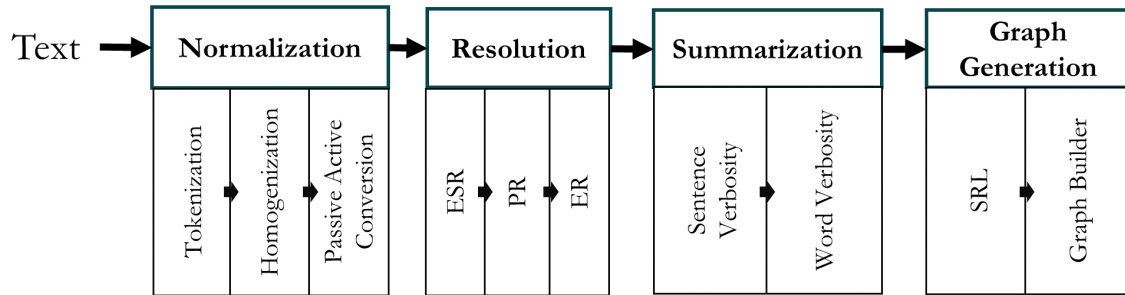 Text
Normalization
Resolution
Summarization
Graph
Generation
Tokenization
Homogenization
Passive Active
Conversion
ESR
PR
ER
Sentence
Verbosity
Word Verbosity
SRL
Graph Builder